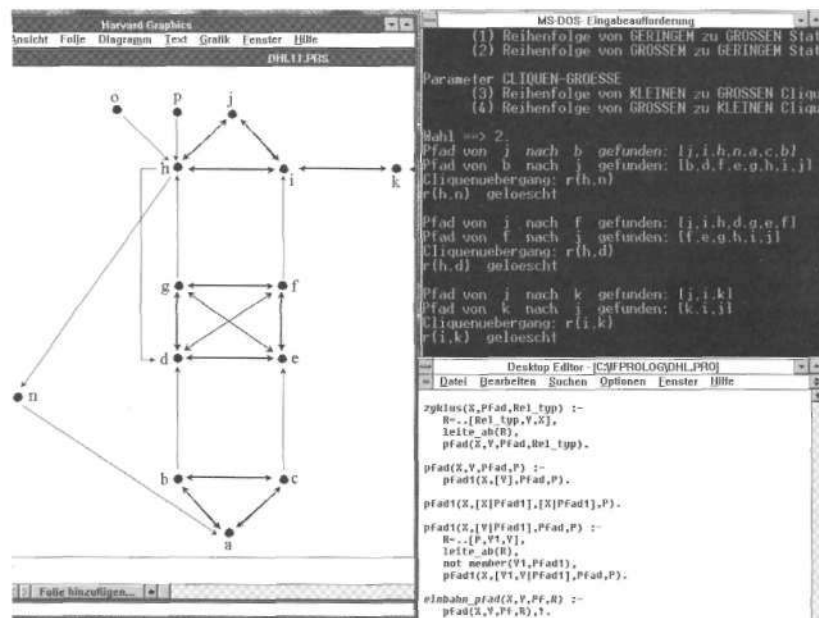 Harvard Graphics
Ansicht Folje Diagramm Text Grafik Fenster Hilfe
DHL11.PRS
o
p
j
h
i
k
g
f
d
e
n
b
c
a
Folie hinzufügen...
MS-DOS- Eingabeaufforderung
(1) Reihenfolge von GERINGEM zu GROSSEN Stat
(2) Reihenfolge von GROSSEM zu GERINGEM Stat
Parameter CLIQUEN-GROESSE
(3) Reihenfolge von KLEINEN zu GROSSEN Cliqu
(4) Reihenfolge von GROSSEN zu KLEINEN Cliqu
Wahl ==> 2.
Pfad von j nach b gefunden: [j,i,h,n,a,c,b]
Pfad von b nach j gefunden: [b,d,f,e,g,h,i,j]
Cliquenuebergang: r(h,n)
r(h,n) geloescht
Pfad von j nach f gefunden: [j,i,h,d,g,e,f]
Pfad von f nach j gefunden: [f,e,g,h,i,j]
Cliquenuebergang: r(h,d)
r(h,d) geloescht
Pfad von j nach k gefunden: [j,i,k]
Pfad von k nach j gefunden: [k,i,j]
Cliquenuebergang: r(i,k)
r(i,k) geloescht
Desktop Editor - [C:\IFPROLOG\DHL.PRO]
Datei Bearbeiten Suchen Optionen Fenster Hilfe
zyklus(X,Pfad,Rel_typ) :-
R=..[Rel_typ,Y,X],
leite_ab(R),
pfad(X,Y,Pfad,Rel_typ).
pfad(X,Y,Pfad,P) :-
pfad1(X,[Y],Pfad,P).
pfad1(X,[X|Pfad1],[X|Pfad1],P).
pfad1(X,[Y|Pfad1],Pfad,P) :-
R=..[P,Y1,Y],
leite_ab(R),
not member(Y1,Pfad1),
pfad1(X,[Y1,Y|Pfad1],Pfad,P).
einbahn_pfad(X,Y,Pf,R) :-
pfad(X,Y,Pf,R),!.